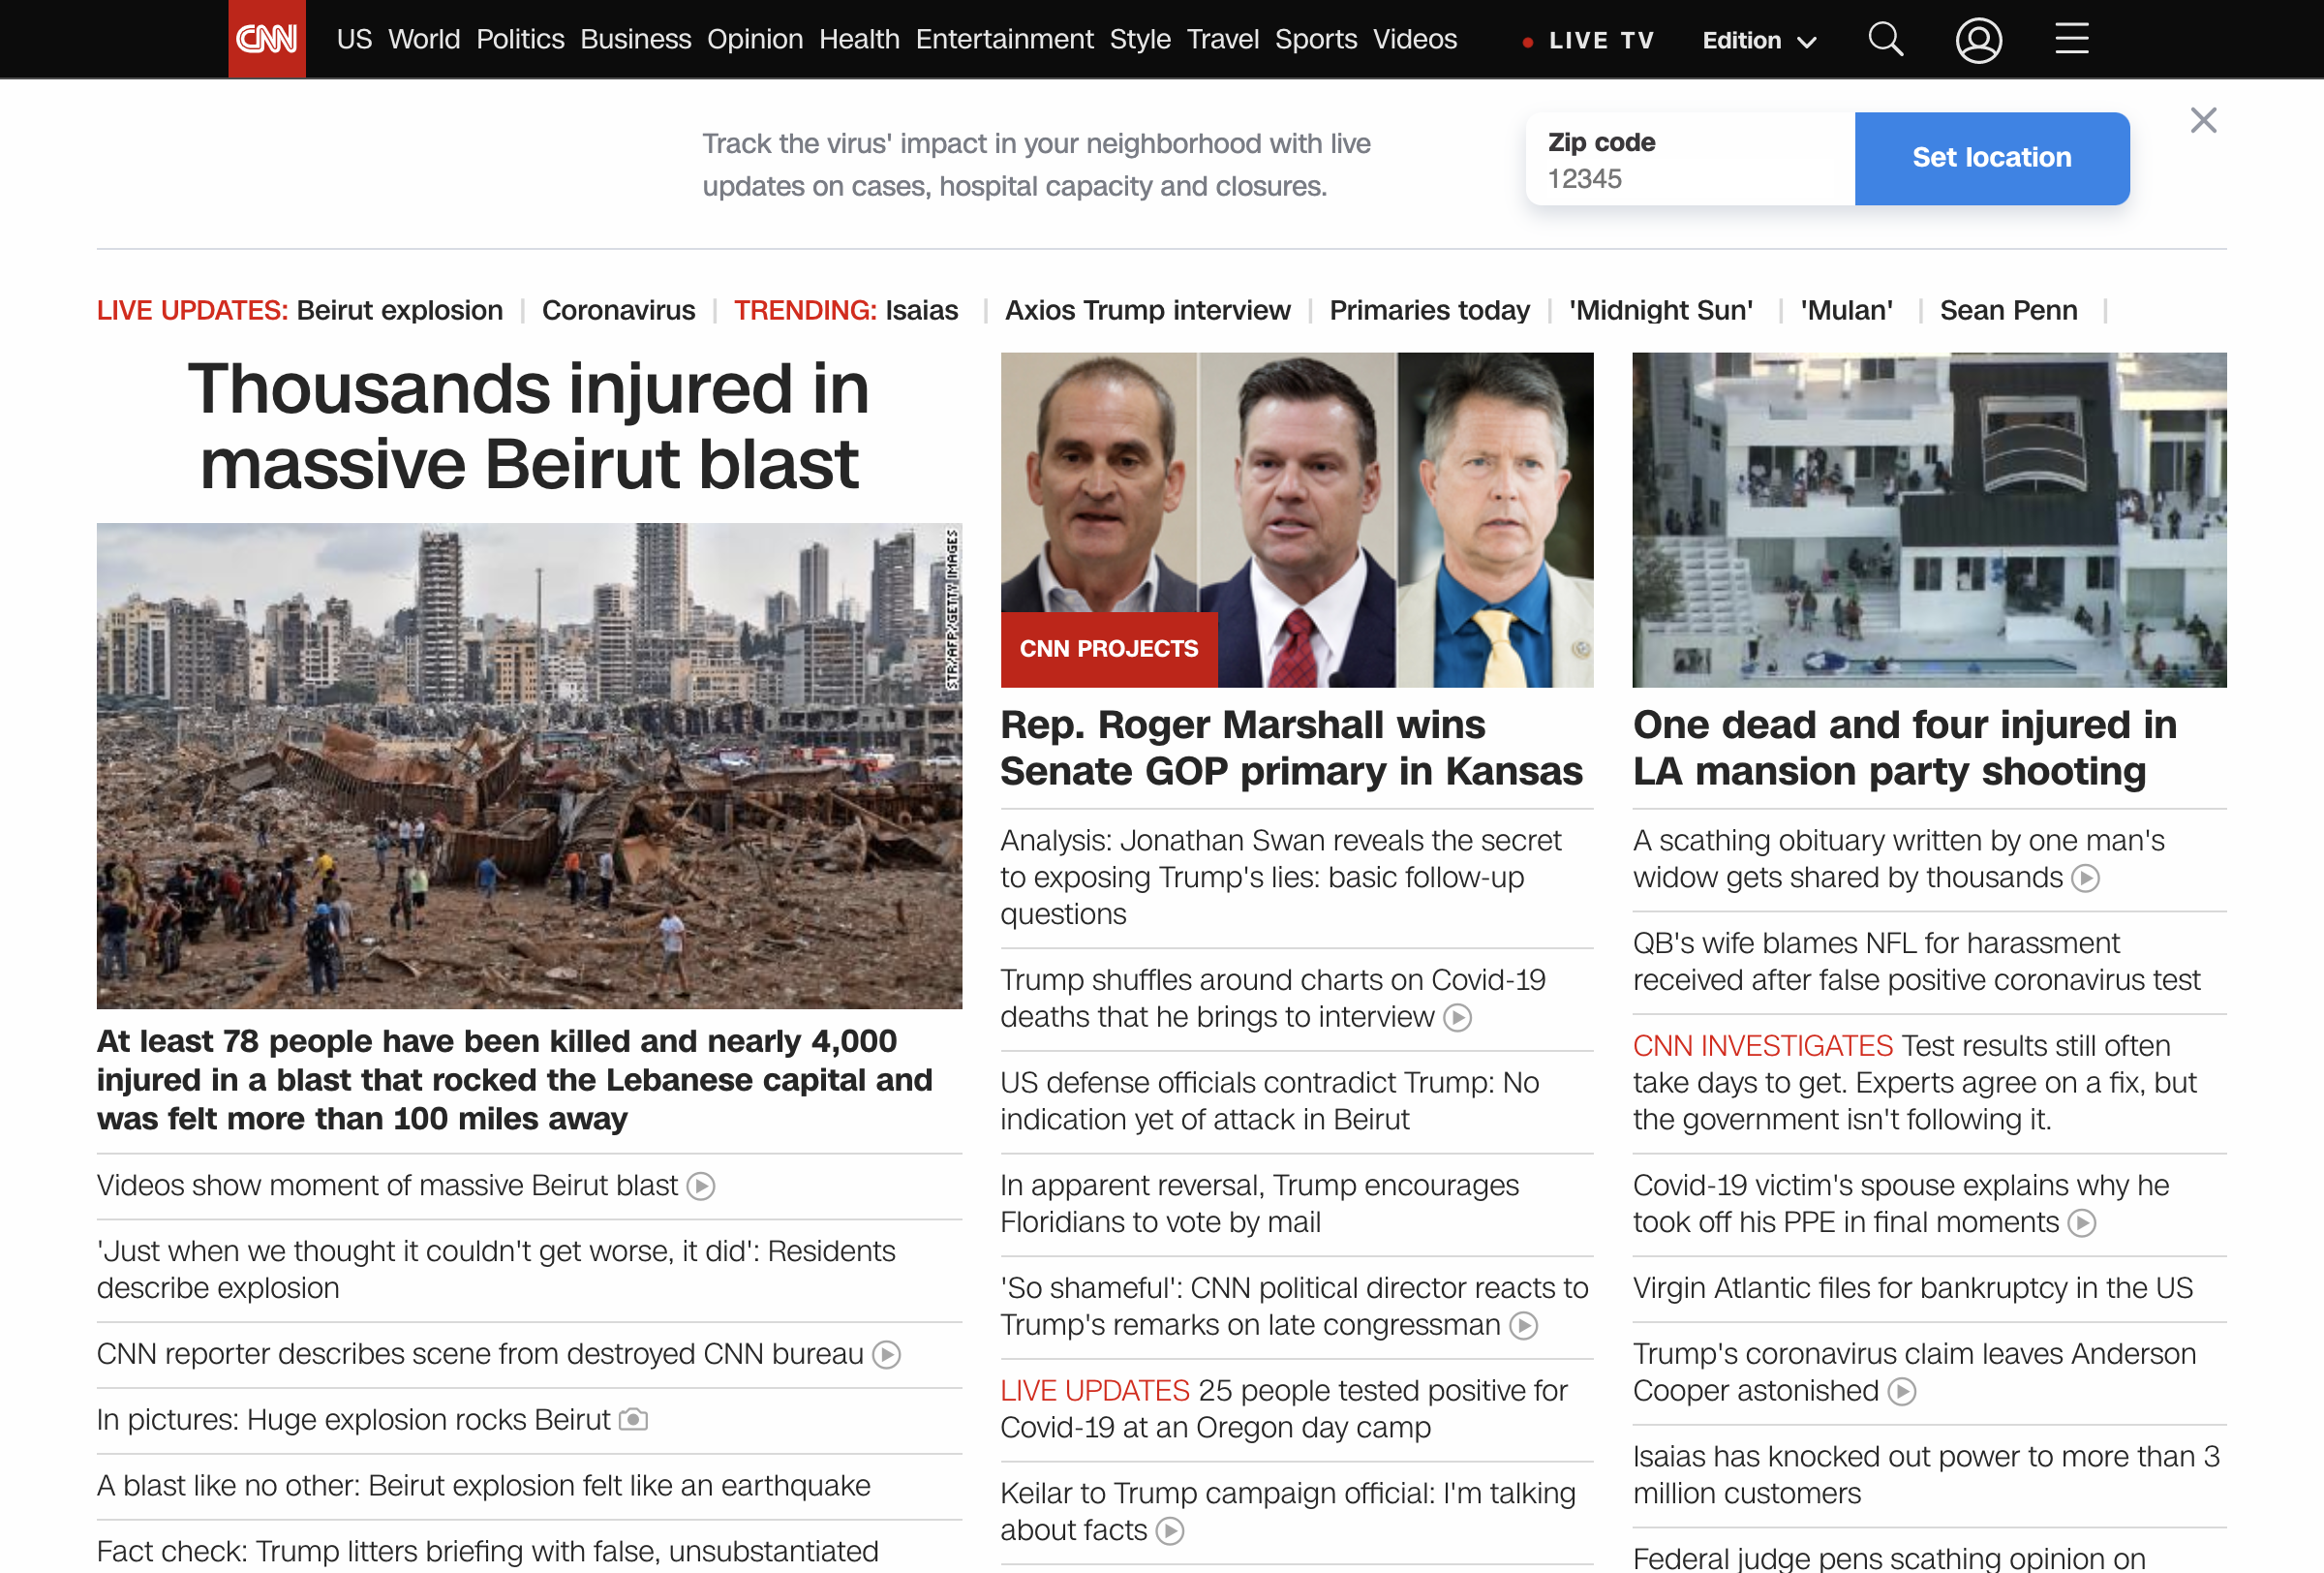 CNN
US World Politics Business Opinion Health Entertainment Style Travel Sports Videos
LIVE TV
Edition
Track the virus' impact in your neighborhood with live
updates on cases, hospital capacity and closures.
Zip code
12345
Set location
LIVE UPDATES: Beirut explosion | Coronavirus | TRENDING: Isaias | Axios Trump interview | Primaries today | 'Midnight Sun' | 'Mulan' | Sean Penn |
Thousands injured in
massive Beirut blast
STR/AFP/GETTY IMAGES
At least 78 people have been killed and nearly 4,000
injured in a blast that rocked the Lebanese capital and
was felt more than 100 miles away
Videos show moment of massive Beirut blast
'Just when we thought it couldn't get worse, it did': Residents
describe explosion
CNN reporter describes scene from destroyed CNN bureau
In pictures: Huge explosion rocks Beirut
A blast like no other: Beirut explosion felt like an earthquake
Fact check: Trump litters briefing with false, unsubstantiated
CNN PROJECTS
Rep. Roger Marshall wins
Senate GOP primary in Kansas
Analysis: Jonathan Swan reveals the secret
to exposing Trump's lies: basic follow-up
questions
Trump shuffles around charts on Covid-19
deaths that he brings to interview
US defense officials contradict Trump: No
indication yet of attack in Beirut
In apparent reversal, Trump encourages
Floridians to vote by mail
'So shameful': CNN political director reacts to
Trump's remarks on late congressman
LIVE UPDATES 25 people tested positive for
Covid-19 at an Oregon day camp
Keilar to Trump campaign official: I'm talking
about facts
One dead and four injured in
LA mansion party shooting
A scathing obituary written by one man's
widow gets shared by thousands
QB's wife blames NFL for harassment
received after false positive coronavirus test
CNN INVESTIGATES Test results still often
take days to get. Experts agree on a fix, but
the government isn't following it.
Covid-19 victim's spouse explains why he
took off his PPE in final moments
Virgin Atlantic files for bankruptcy in the US
Trump's coronavirus claim leaves Anderson
Cooper astonished
Isaias has knocked out power to more than 3
million customers
Federal judge pens scathing opinion on